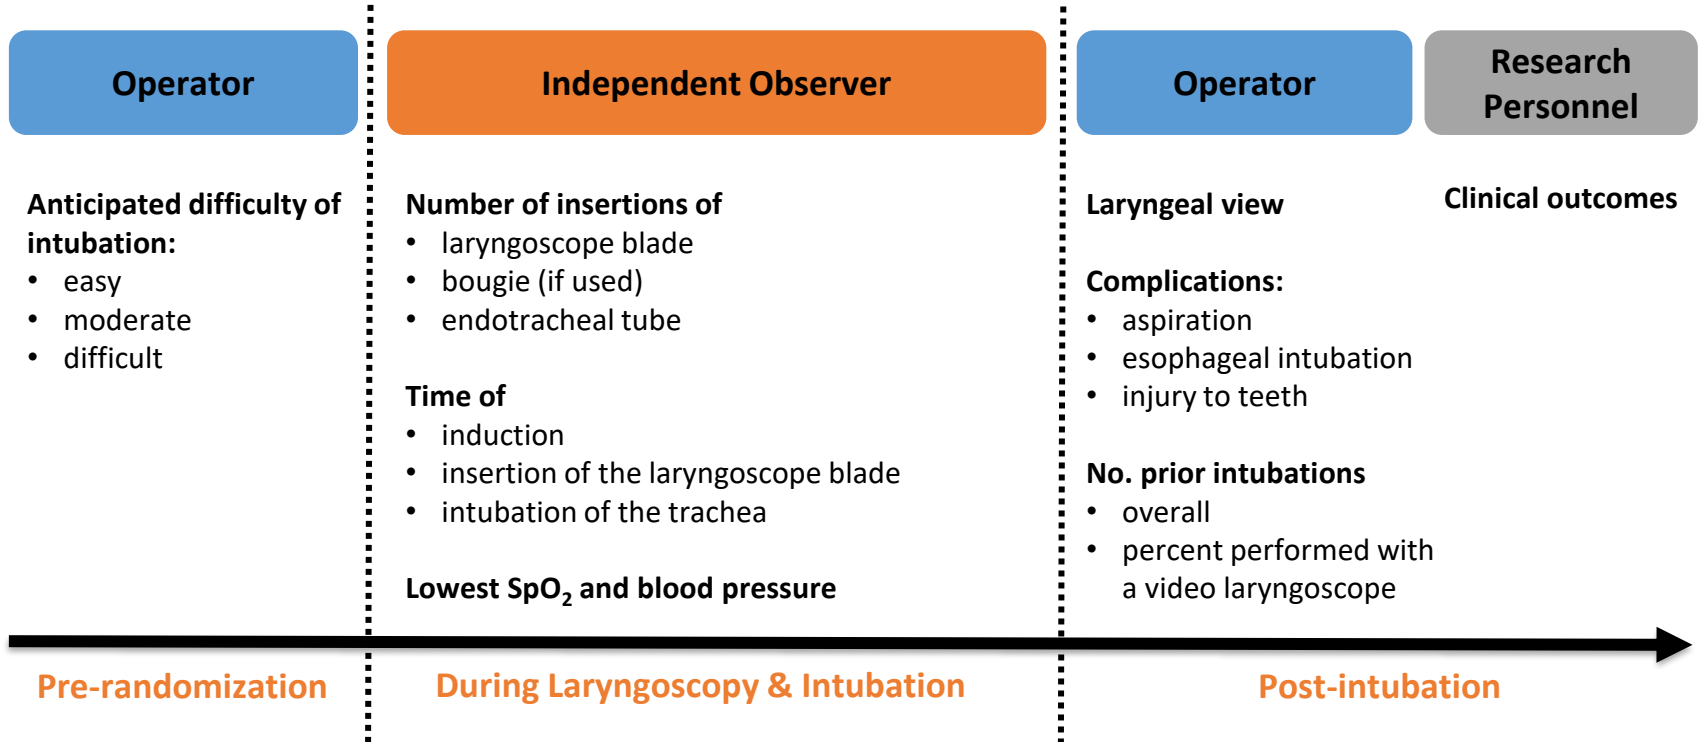 Operator
Anticipated difficulty of
intubation:
• easy
• moderate
• difficult
Pre-randomization
Independent Observer
Number of insertions of
• laryngoscope blade
• bougie (if used)
• endotracheal tube
Time of
• induction
• insertion of the laryngoscope blade
• intubation of the trachea
Lowest SpO₂ and blood pressure
During Laryngoscopy & Intubation
Operator
Laryngeal view
Complications:
• aspiration
• esophageal intubation
• injury to teeth
No. prior intubations
• overall
• percent performed with
a video laryngoscope
Research
Personnel
Clinical outcomes
Post-intubation